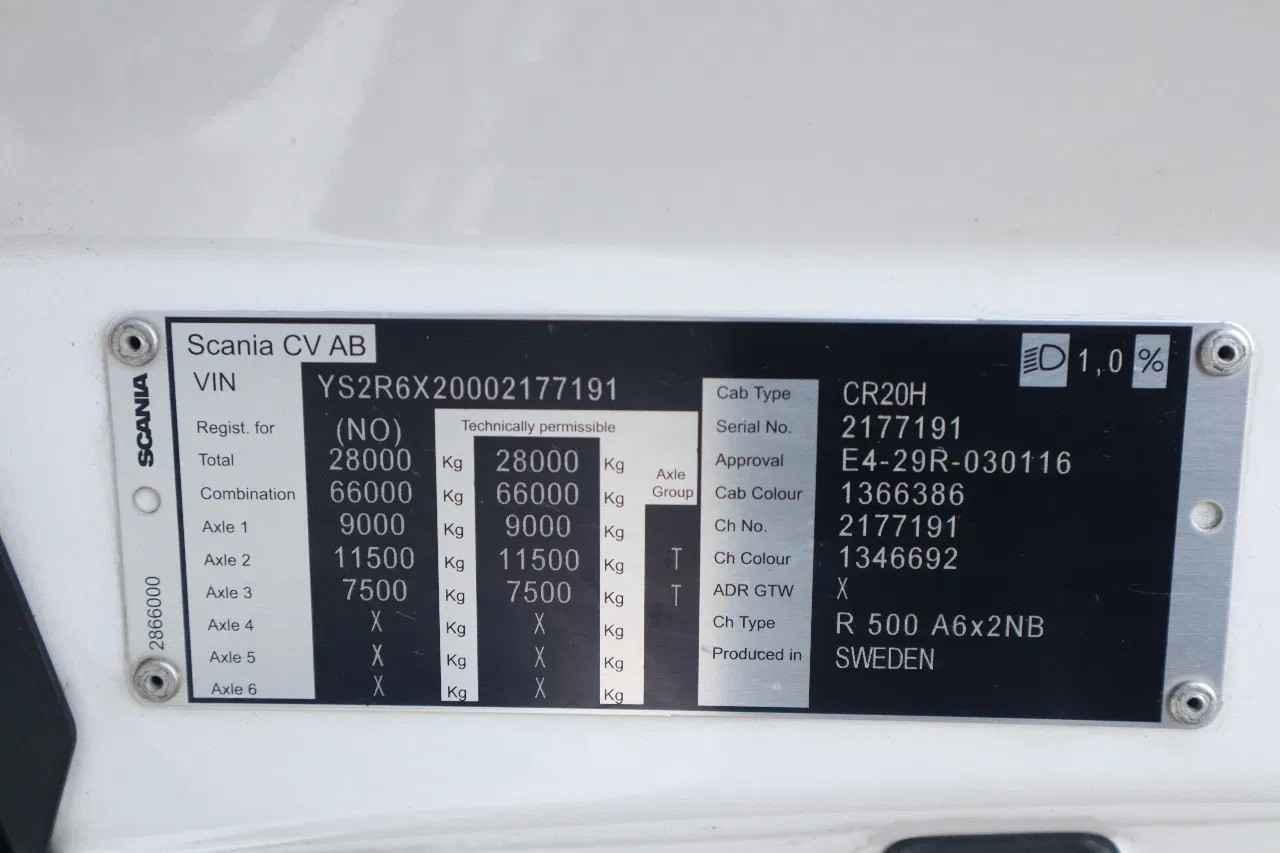 Scania CV AB
1,0 %
VIN YS2R6X20002177191
Regist. for (NO) Technically permissible
Total 28000 Kg 28000 Kg
Axle Group
Combination 66000 Kg 66000 Kg
Axle 1 9000 Kg 9000 Kg
Axle 2 11500 Kg 11500 Kg T
Axle 3 7500 Kg 7500 Kg T
Axle 4 X Kg X Kg
Axle 5 X Kg X Kg
Axle 6 X Kg X Kg
Cab Type CR20H
Serial No. 2177191
Approval E4-29R-030116
Cab Colour 1366386
Ch No. 2177191
Ch Colour 1346692
ADR GTW X
Ch Type R 500 A6x2NB
Produced in SWEDEN
SCANIA
2866000